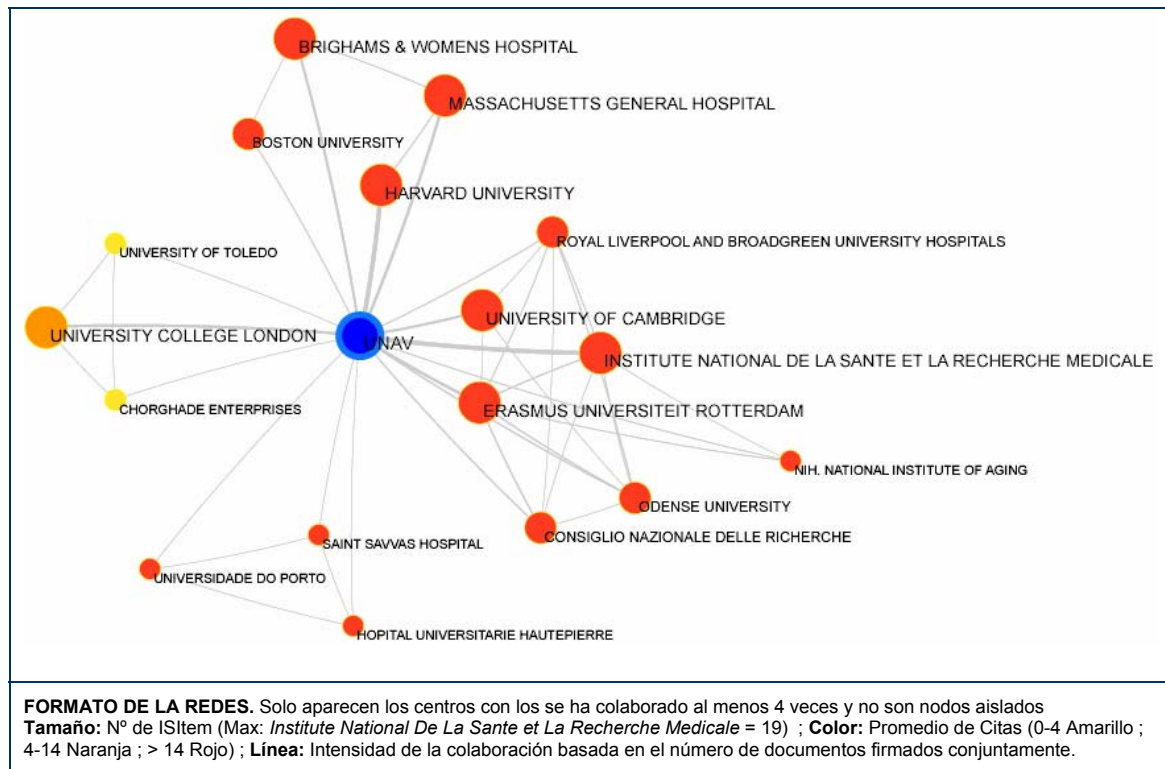 BRIGHAMS & WOMENS HOSPITAL
MASSACHUSETTS GENERAL HOSPITAL
BOSTON UNIVERSITY
HARVARD UNIVERSITY
ROYAL LIVERPOOL AND BROADGREEN UNIVERSITY HOSPITALS
UNIVERSITY OF TOLEDO
UNIVERSITY OF CAMBRIDGE
UNIVERSITY COLLEGE LONDON
UNAV
INSTITUTE NATIONAL DE LA SANTE ET LA RECHERCHE MEDICALE
CHORGHADE ENTERPRISES
ERASMUS UNIVERSITEIT ROTTERDAM
NIH. NATIONAL INSTITUTE OF AGING
ODENSE UNIVERSITY
CONSIGLIO NAZIONALE DELLE RICHERCHE
SAINT SAVVAS HOSPITAL
UNIVERSIDADE DO PORTO
HOPITAL UNIVERSITARIE HAUTEPIERRE
FORMATO DE LA REDES. Solo aparecen los centros con los se ha colaborado al menos 4 veces y no son nodos aislados
Tamaño: Nº de ISItem (Max: Institute National De La Sante et La Recherche Medicale = 19) ; Color: Promedio de Citas (0-4 Amarillo ;
4-14 Naranja ; > 14 Rojo) ; Línea: Intensidad de la colaboración basada en el número de documentos firmados conjuntamente.